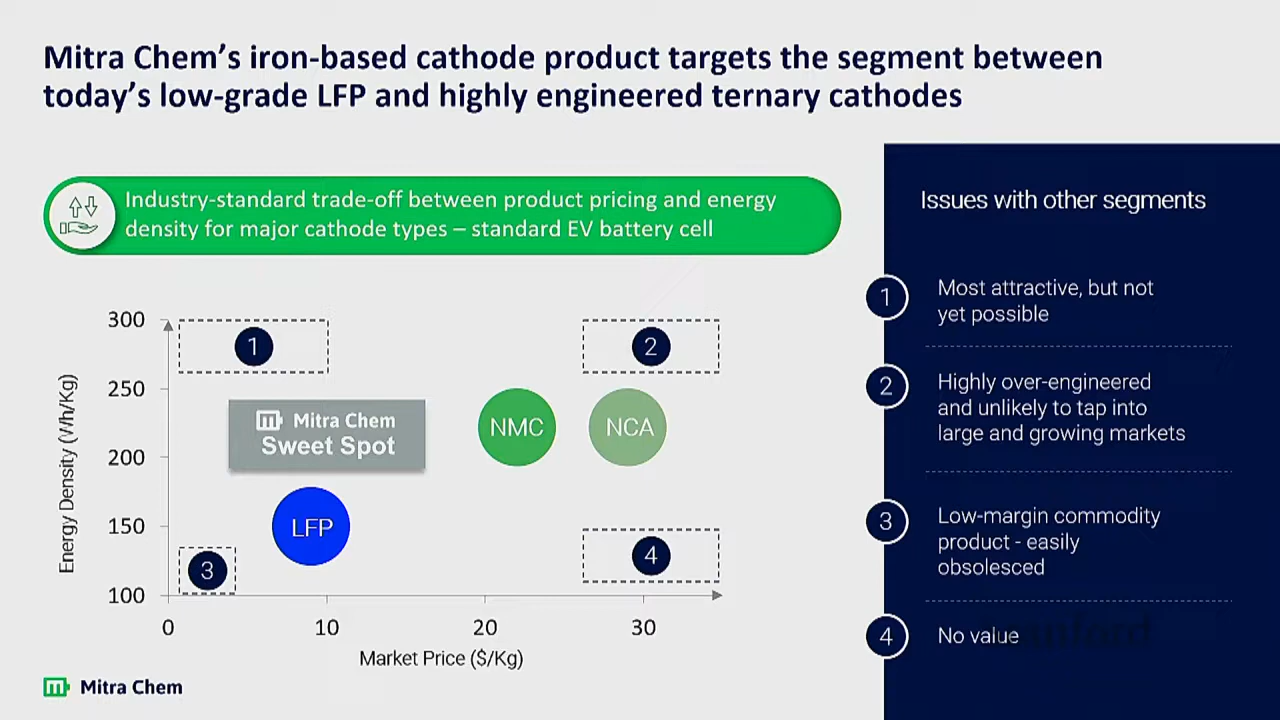 Mitra Chem’s iron-based cathode product targets the segment between
today’s low-grade LFP and highly engineered ternary cathodes
Industry-standard trade-off between product pricing and energy
density for major cathode types – standard EV battery cell
Energy Density (Wh/Kg)
300
250
200
150
100
1
2
Mitra Chem
Sweet Spot
NMC
NCA
LFP
3
4
0
10
20
30
Market Price ($/Kg)
Mitra Chem
Issues with other segments
1
Most attractive, but not
yet possible
2
Highly over-engineered
and unlikely to tap into
large and growing markets
3
Low-margin commodity
product - easily
obsolesced
4
No value